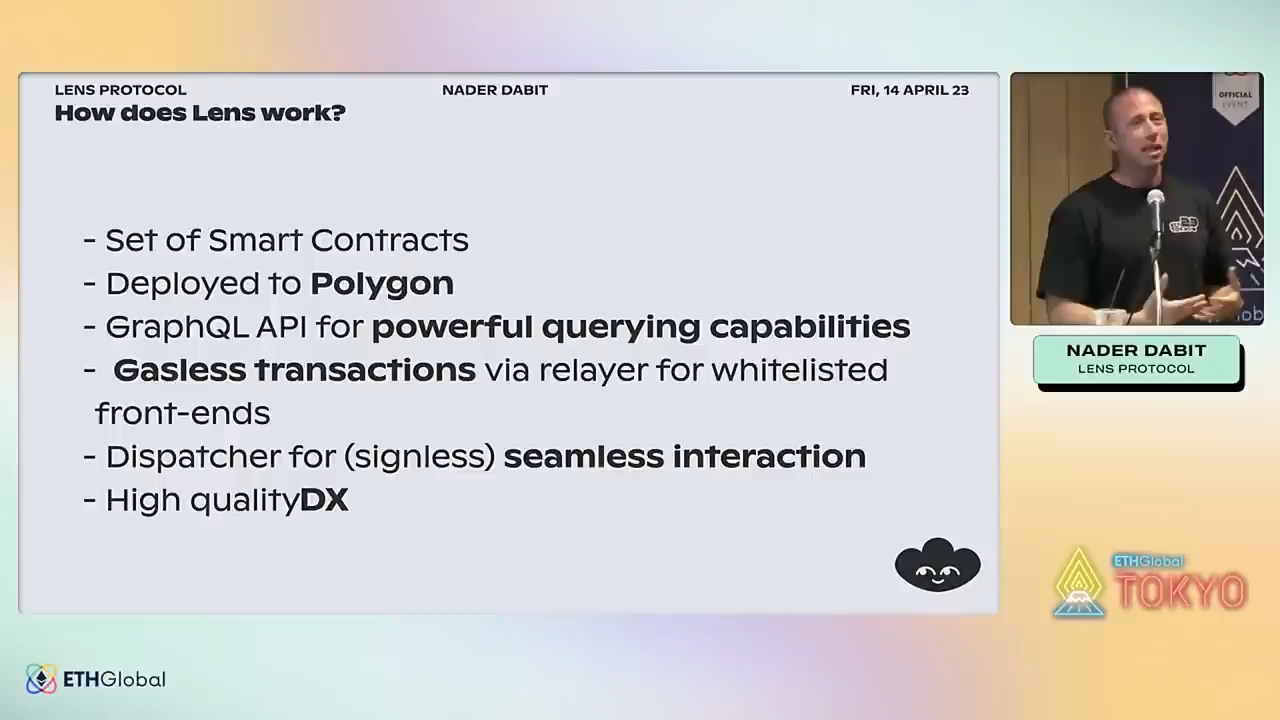 LENS PROTOCOL NADER DABIT FRI, 14 APRIL 23
How does Lens work?
- Set of Smart Contracts
- Deployed to Polygon
- GraphQL API for powerful querying capabilities
- Gasless transactions via relayer for whitelisted
front-ends
- Dispatcher for (signless) seamless interaction
- High qualityDX
OFFICIAL
EVENT
NADER DABIT
LENS PROTOCOL
ETHGlobal
TOKYO
ETHGlobal